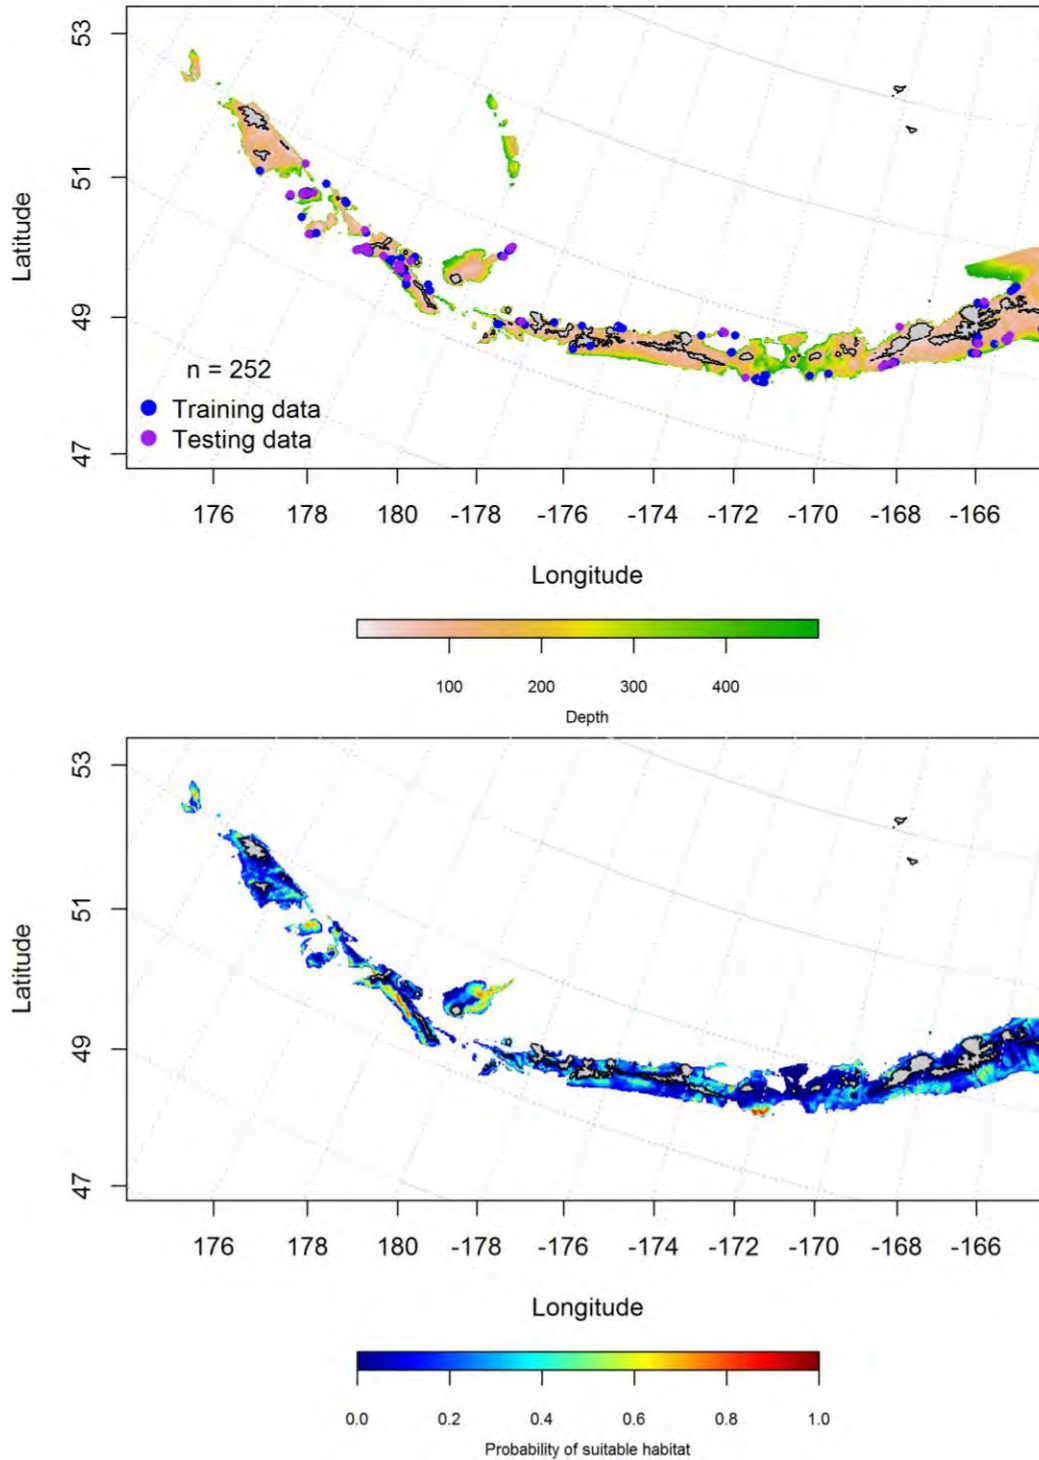 53
51
49
47
Latitude
n = 252
Training data
Testing data
176 178 180 -178 -176 -174 -172 -170 -168 -166
Longitude
100 200 300 400
Depth
53
51
49
47
Latitude
176 178 180 -178 -176 -174 -172 -170 -168 -166
Longitude
0.0 0.2 0.4 0.6 0.8 1.0
Probability of suitable habitat